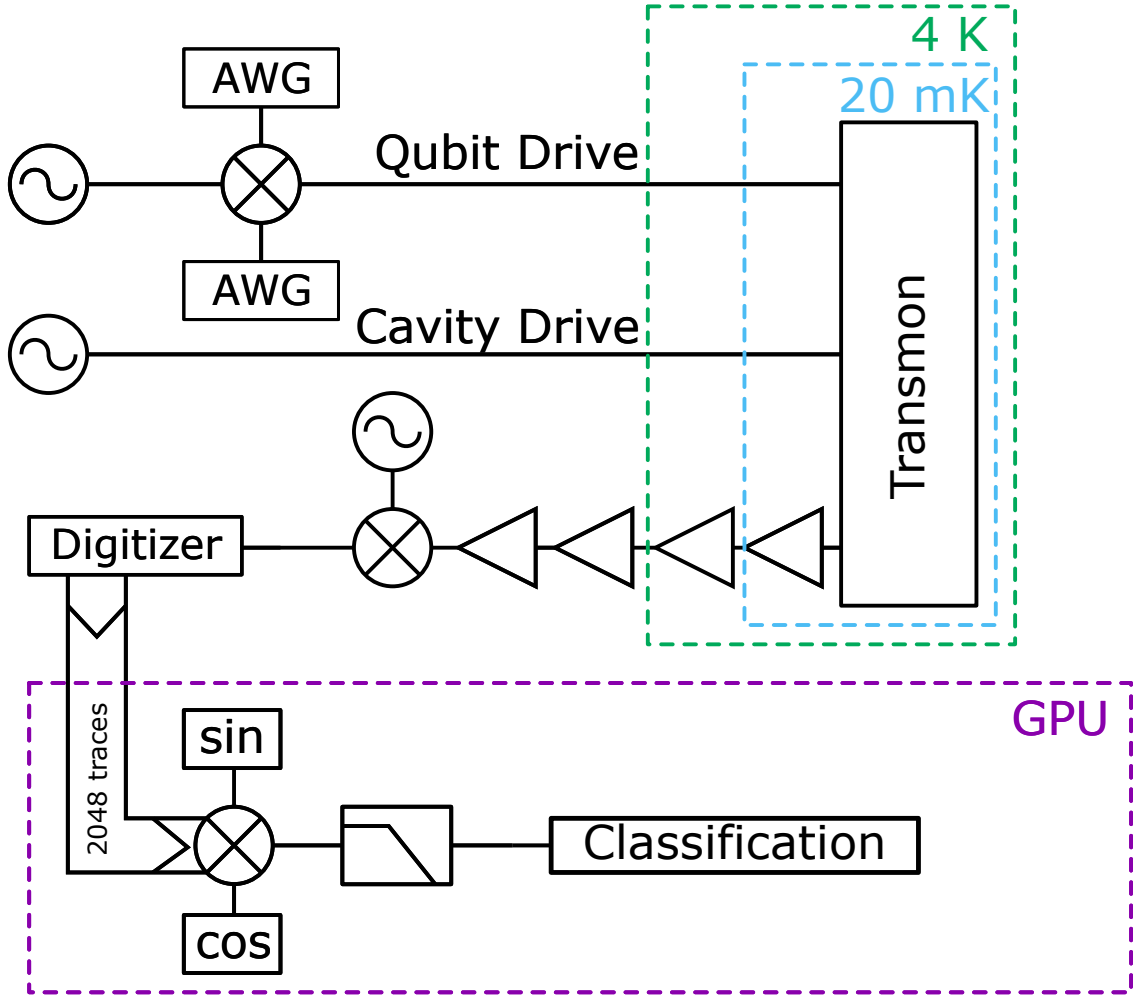 4 K
20 mK
AWG
Qubit Drive
AWG
Cavity Drive
Transmon
Digitizer
GPU
2048 traces
sin
Classification
cos